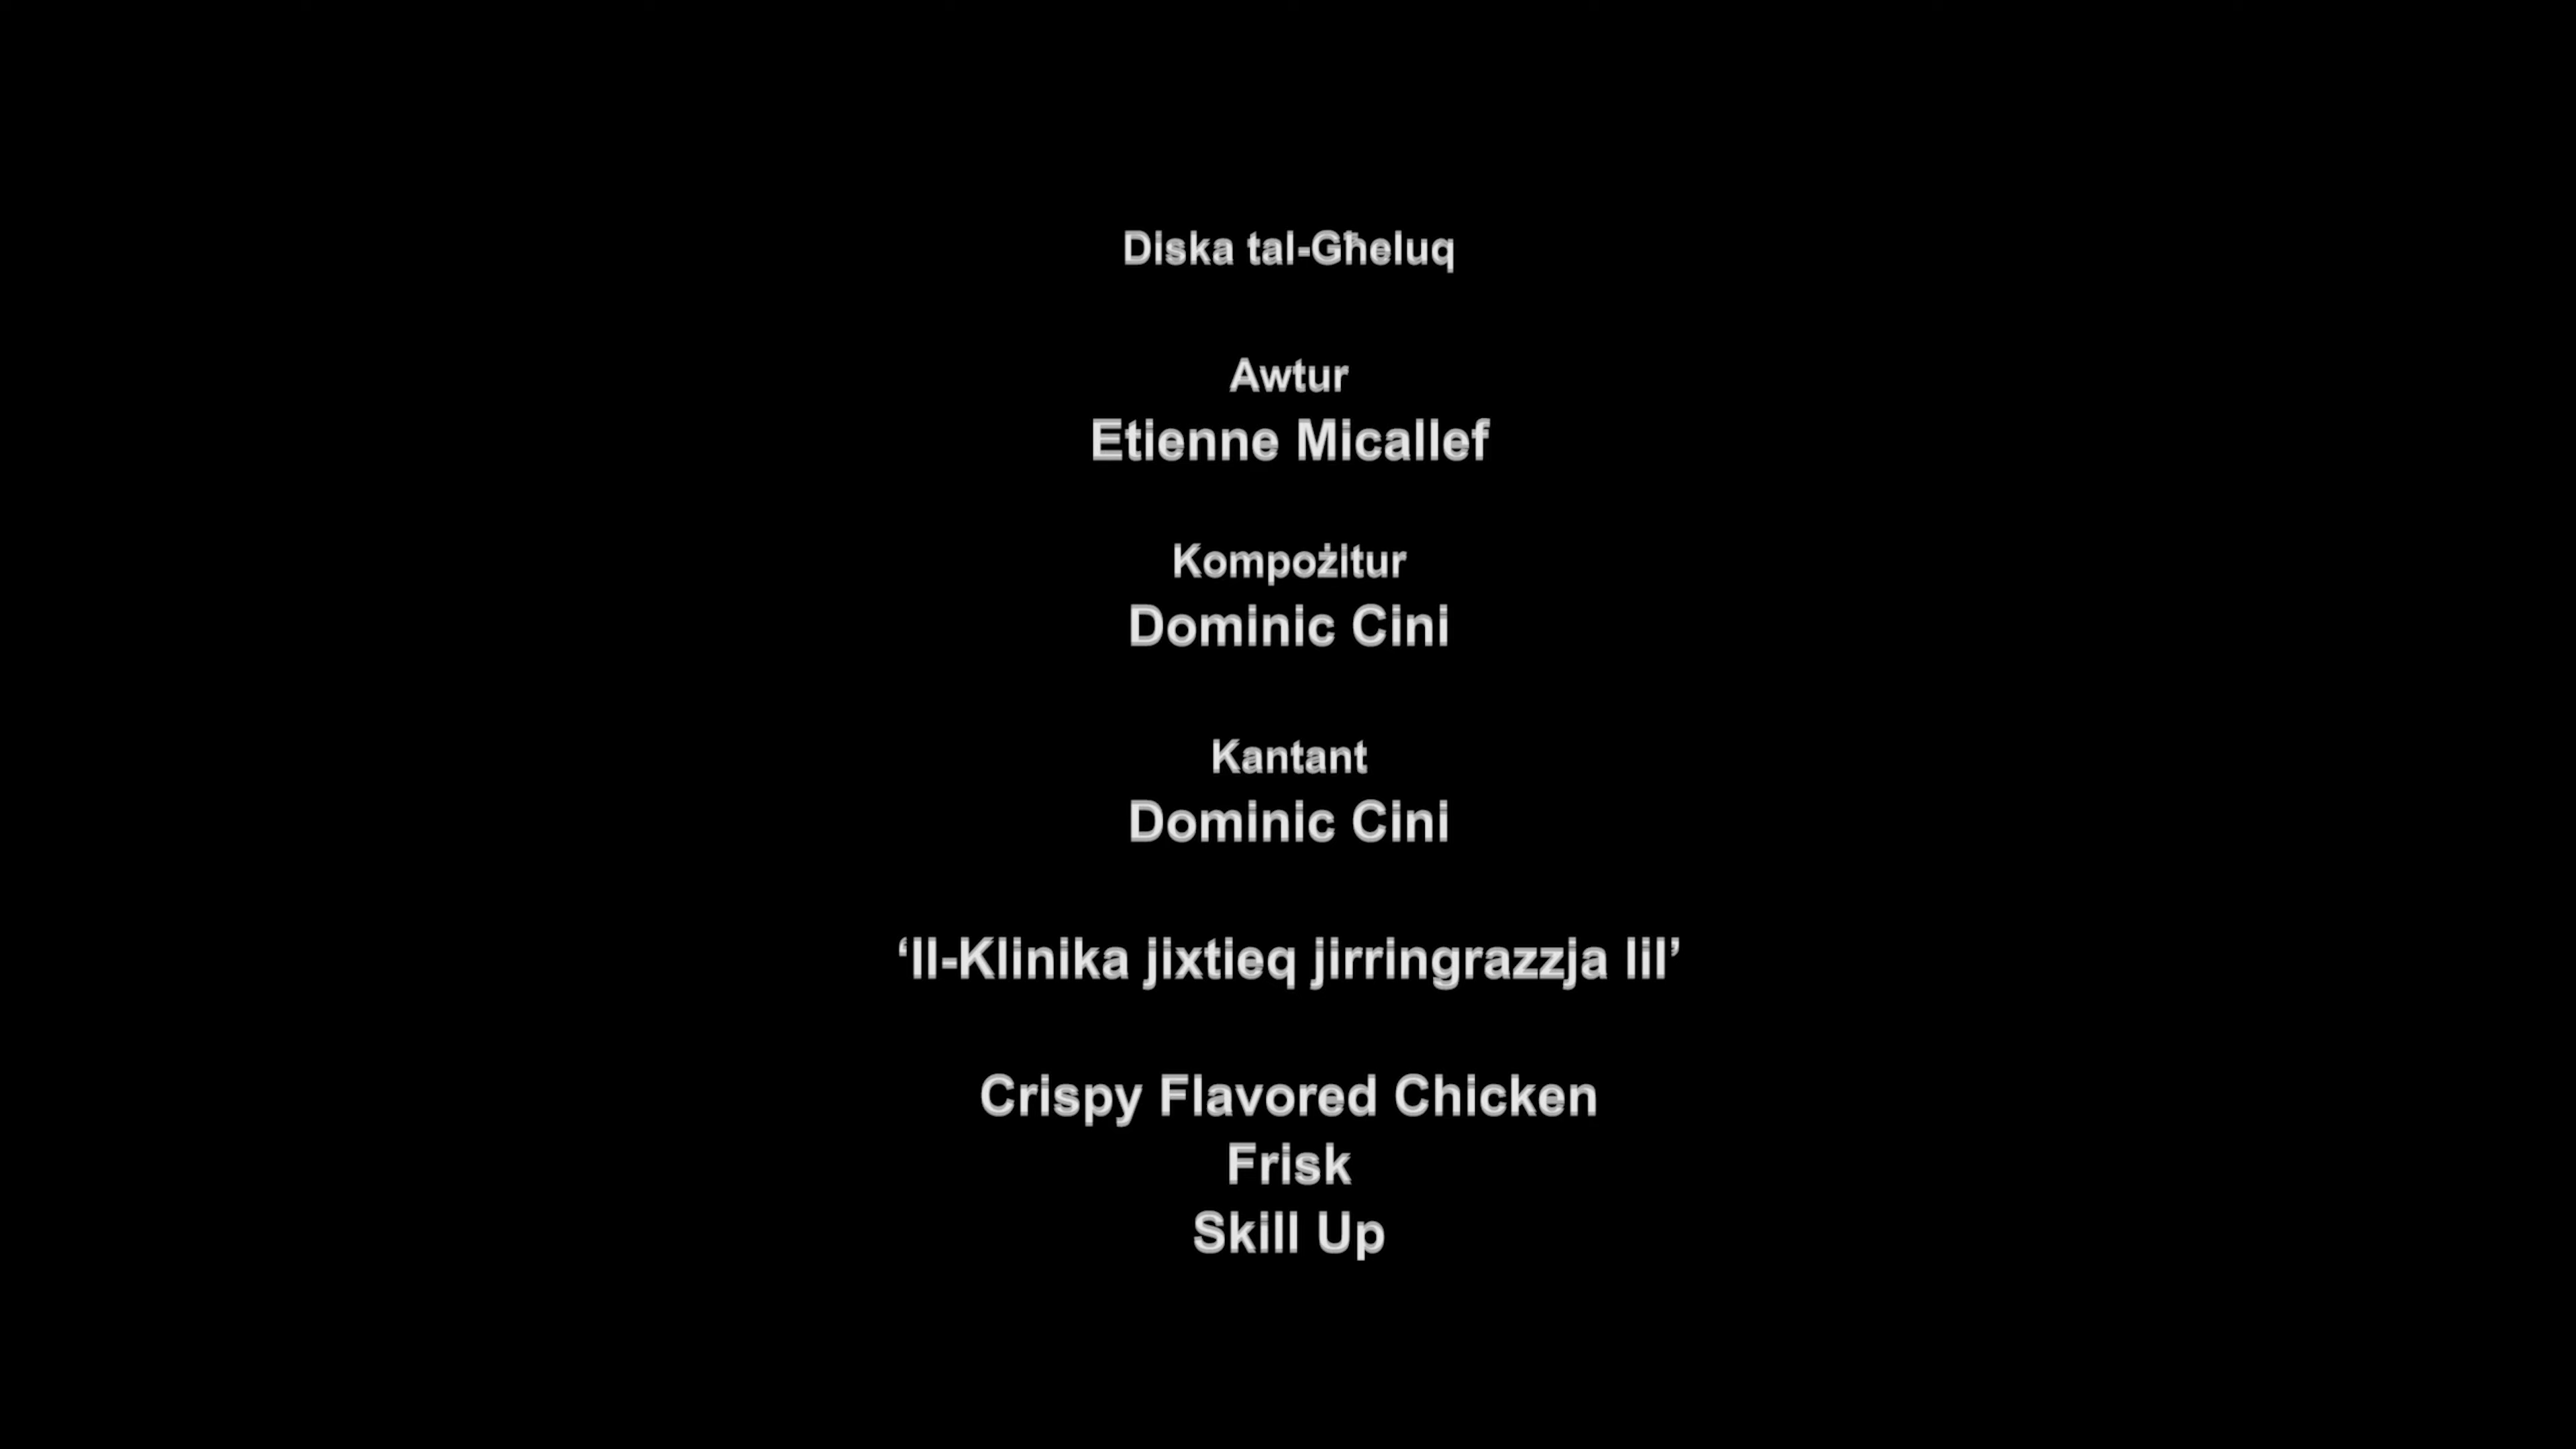 Diska tal-Għeluq
Awtur
Etienne Micallef
Kompożitur
Dominic Cini
Kantant
Dominic Cini
‘Il-Klinika jixtieq jirringrazzja lil’
Crispy Flavored Chicken
Frisk
Skill Up